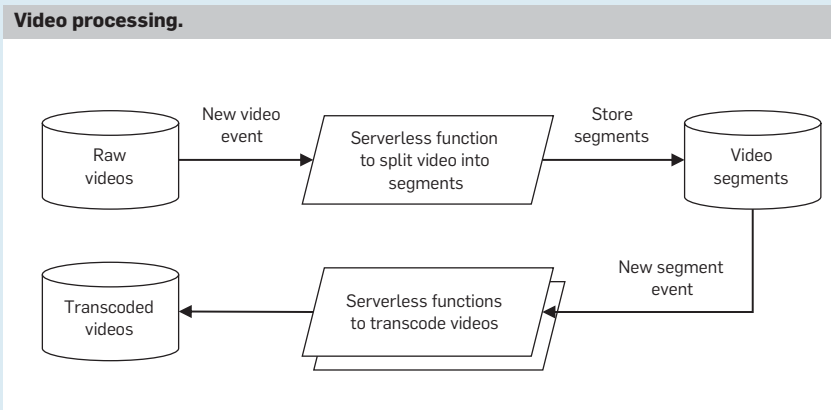 Video processing.
New video
event
Store
segments
Raw
videos
Serverless function
to split video into
segments
Video
segments
New segment
event
Transcoded
videos
Serverless functions
to transcode videos